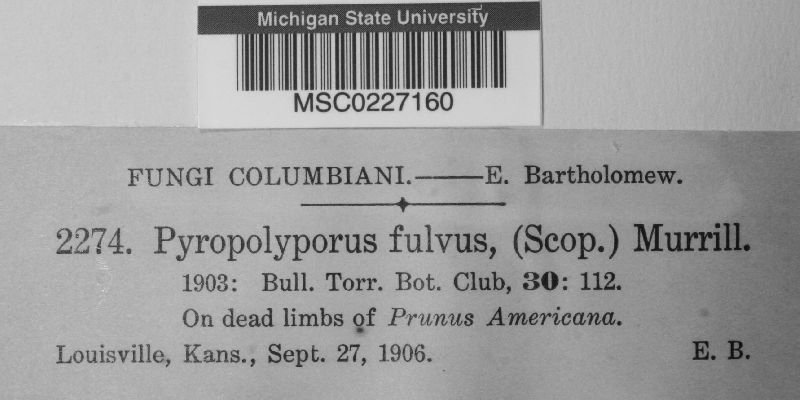 Michigan State University
MSC0227160
FUNGI COLUMBIANI.——E. Bartholomew.
2274. Pyropolyporus fulvus, (Scop.) Murrill.
1903: Bull. Torr. Bot. Club, 30: 112.
On dead limbs of Prunus Americana.
Louisville, Kans., Sept. 27, 1906. E. B.